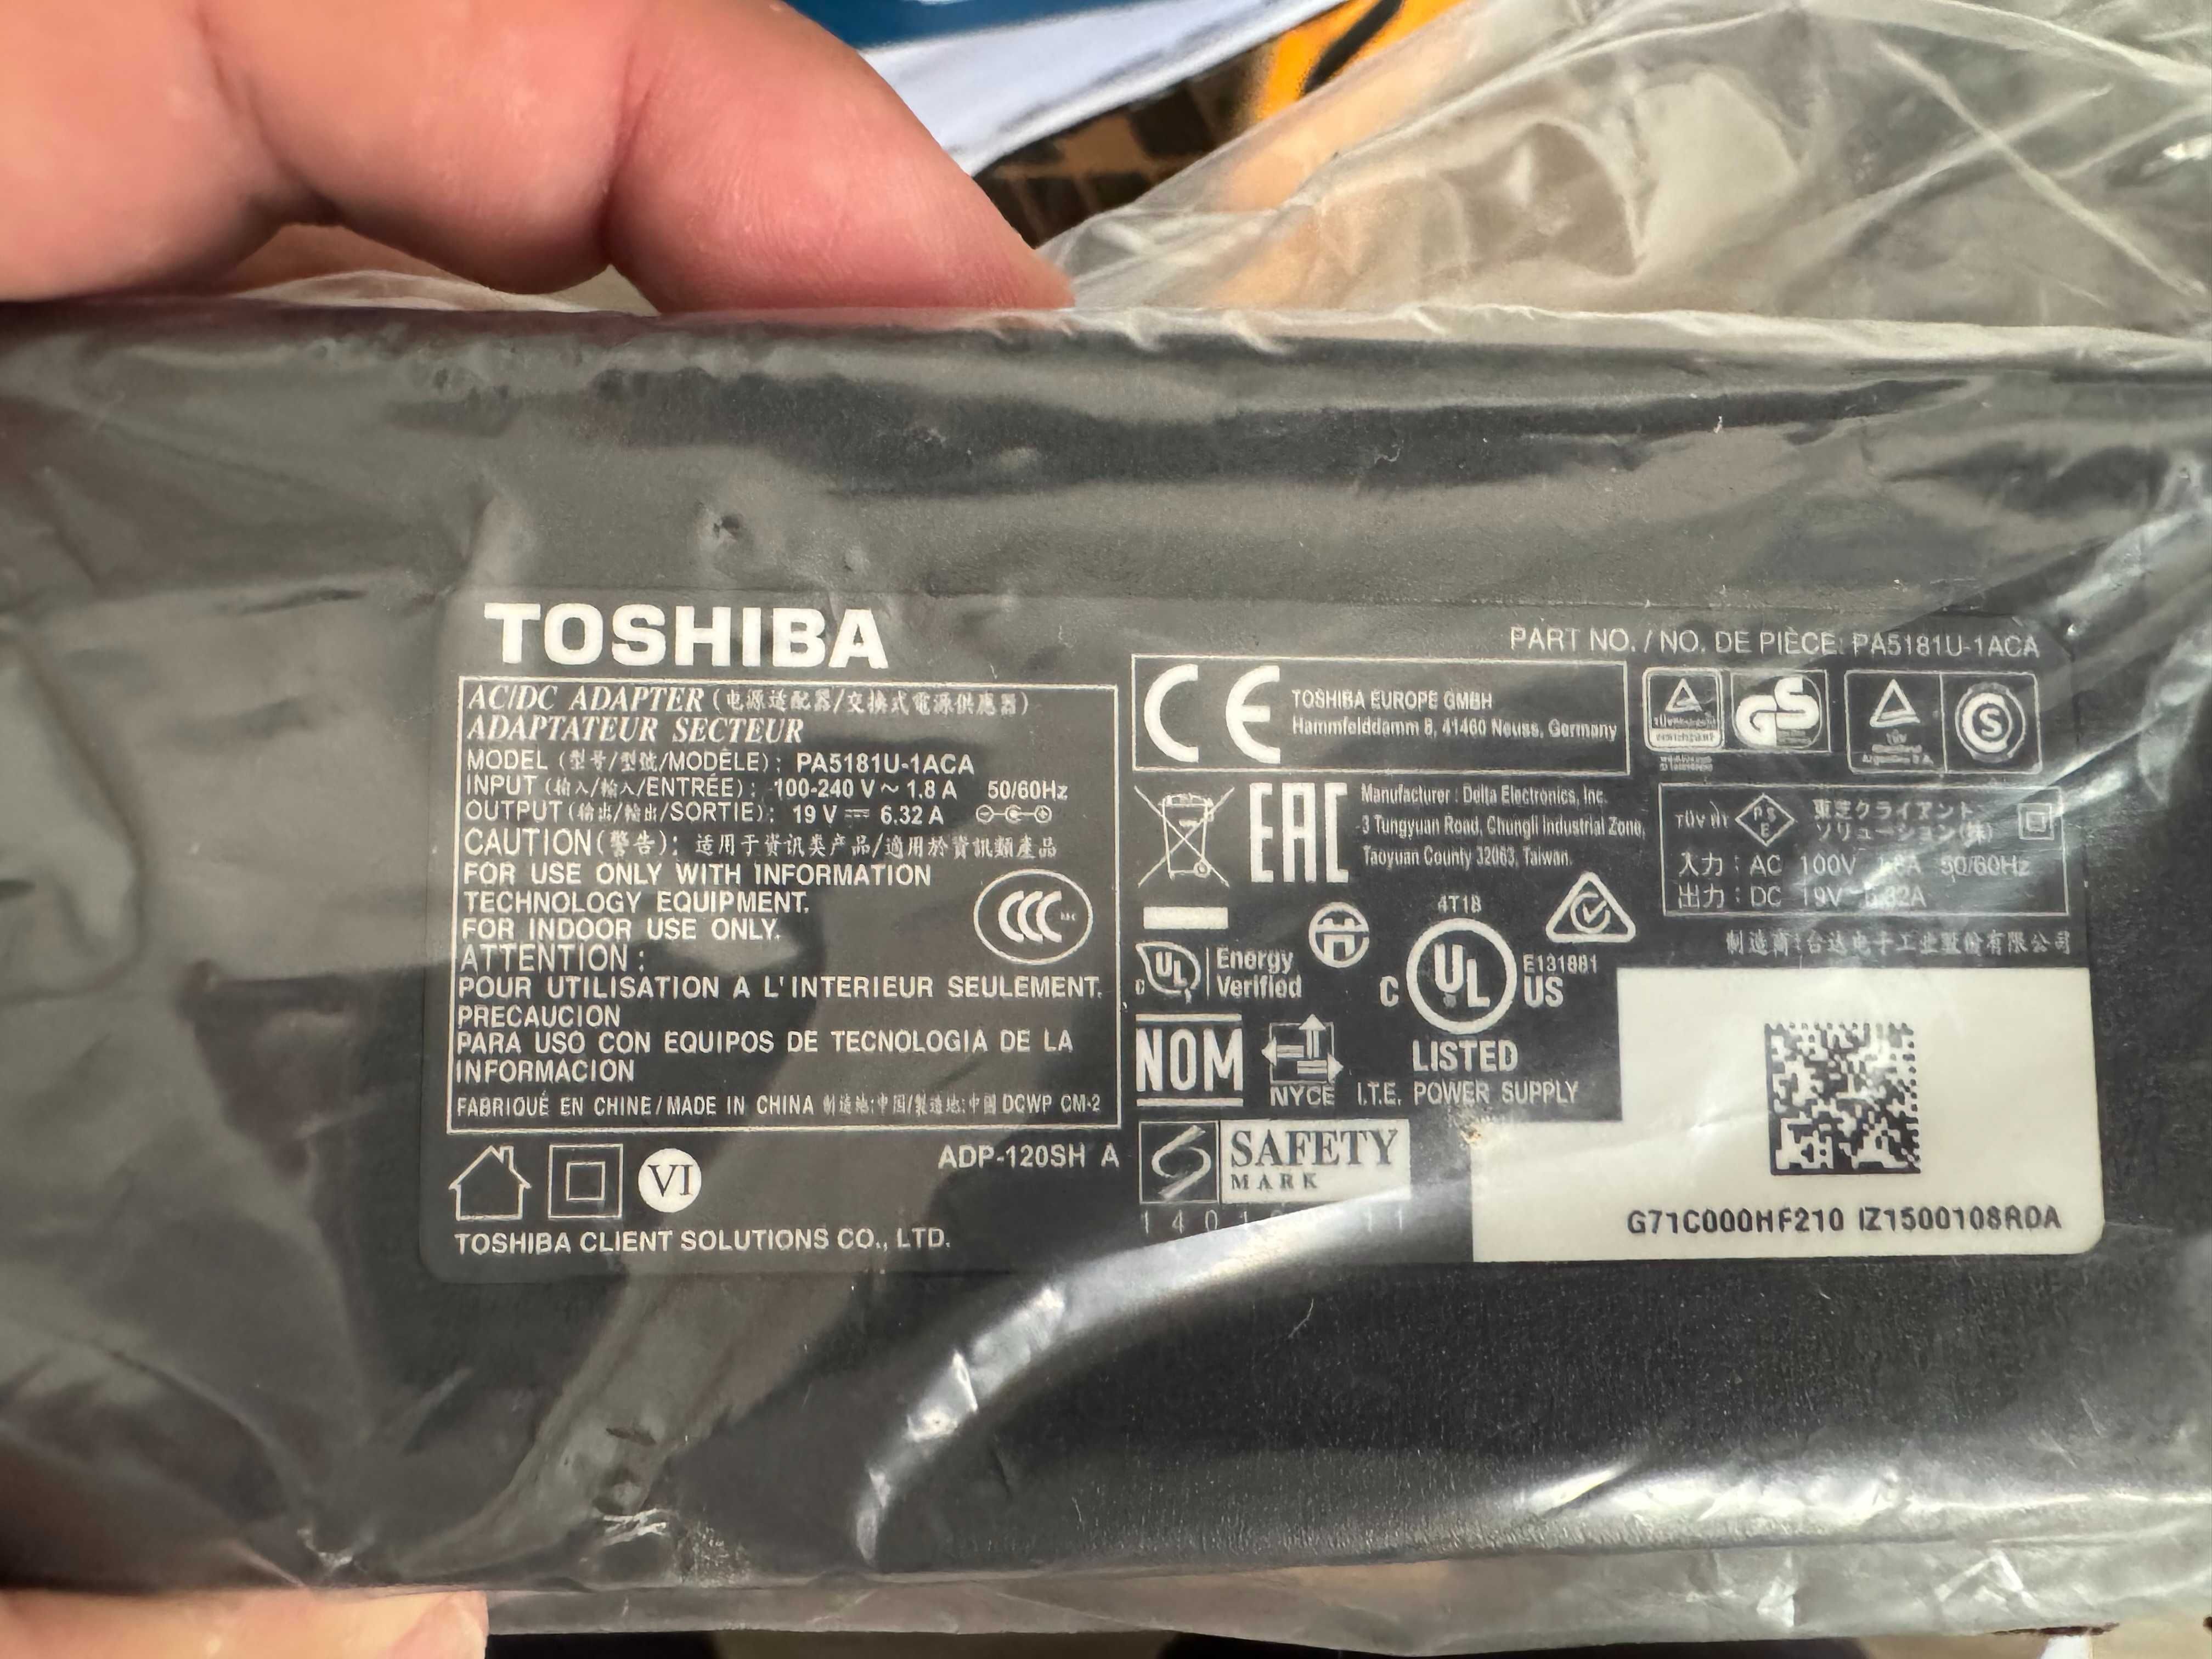 TOSHIBA
AC/DC ADAPTER (电源适配器/交換式電源供應器)
ADAPTATEUR SECTEUR
MODEL (型号/型號/MODÈLE): PA5181U-1ACA
INPUT (输入/輸入/ENTRÉE): 100-240 V ~ 1.8 A 50/60Hz
OUTPUT (输出/輸出/SORTIE): 19 V ⎓ 6.32 A
CAUTION (警告): 适用于资讯类产品/適用於資訊類產品
FOR USE ONLY WITH INFORMATION
TECHNOLOGY EQUIPMENT.
FOR INDOOR USE ONLY.
ATTENTION:
POUR UTILISATION A L'INTERIEUR SEULEMENT.
PRECAUCION
PARA USO CON EQUIPOS DE TECNOLOGIA DE LA
INFORMACION
FABRIQUÉ EN CHINE/MADE IN CHINA 制造地:中国/製造地:中國 DCWP CM-2
CCC
VI
ADP-120SH A
TOSHIBA CLIENT SOLUTIONS CO., LTD.
PART NO. / NO. DE PIÈCE: PA5181U-1ACA
CE
TOSHIBA EUROPE GMBH
Hammfelddamm 8, 41460 Neuss, Germany
GS
S
EAC
Manufacturer : Delta Electronics, Inc.
3 Tungyuan Road, Chungli Industrial Zone,
Taoyuan County 32063, Taiwan.
PSE
東芝クライアント
ソリューション(株)
入力: AC 100V 1.8A 50/60Hz
出力: DC 19V 6.32A
制造商:台达电子工业股份有限公司
UL
Energy
Verified
4T18
C UL US
E131881
LISTED
I.T.E. POWER SUPPLY
NOM
NYCE
SAFETY
MARK
G71C000HF210 IZ1500108RDA